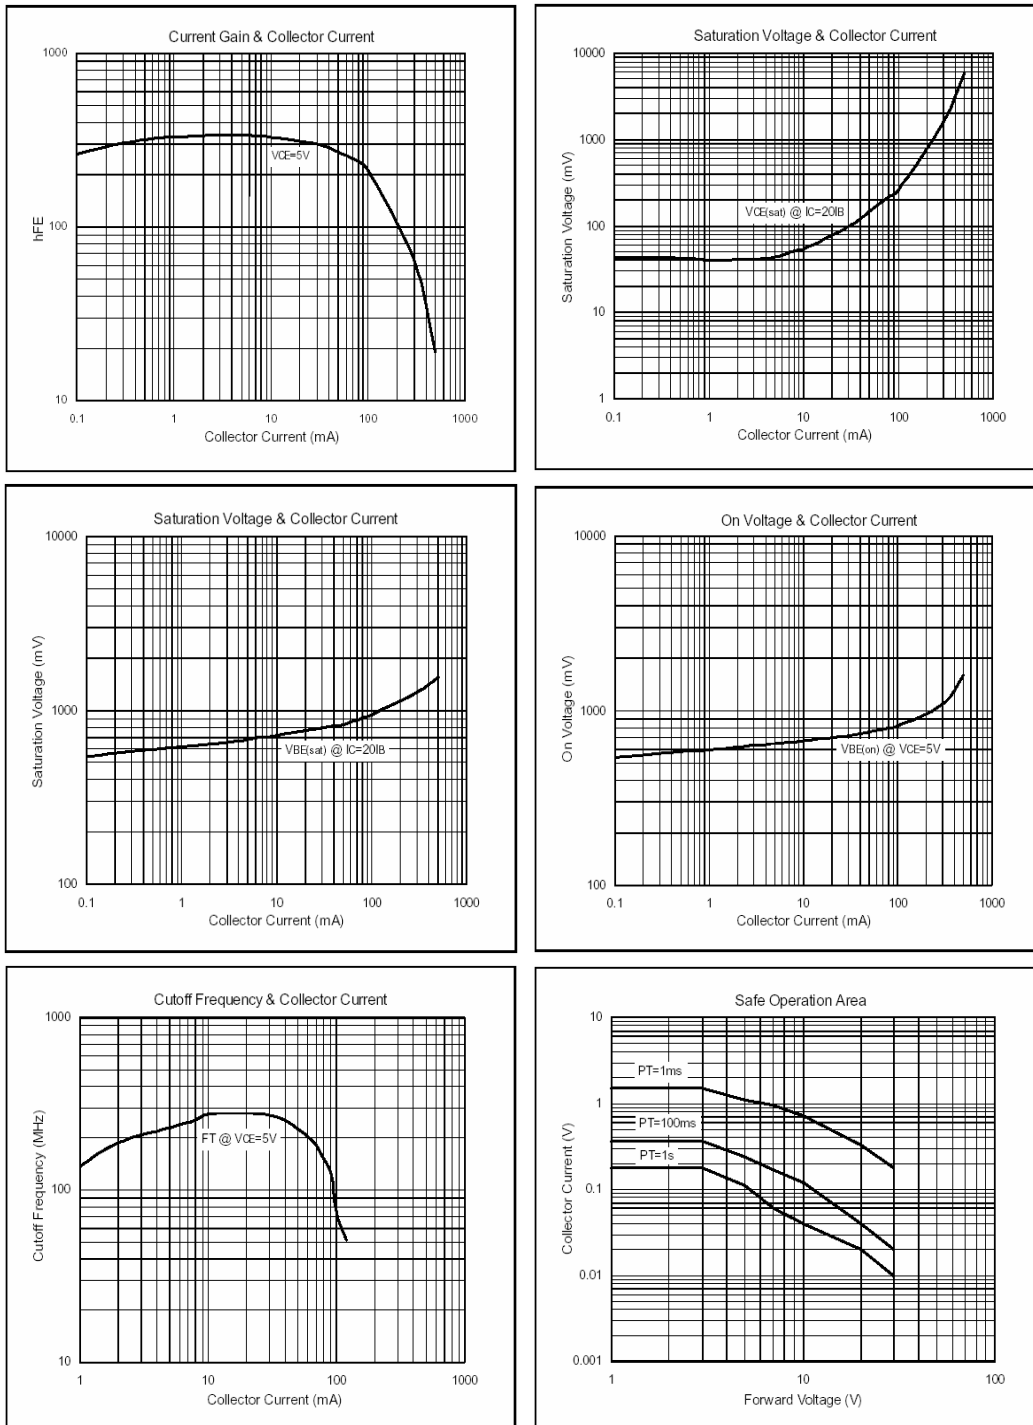 Current Gain & Collector Current
1000
100
10
hFE
VCE=5V
0.1 1 10 100 1000
Collector Current (mA)
Saturation Voltage & Collector Current
10000
1000
100
10
1
Saturation Voltage (mV)
VCE(sat) @ IC=20IB
0.1 1 10 100 1000
Collector Current (mA)
Saturation Voltage & Collector Current
10000
1000
100
Saturation Voltage (mV)
VBE(sat) @ IC=20IB
0.1 1 10 100 1000
Collector Current (mA)
On Voltage & Collector Current
10000
1000
100
On Voltage (mV)
VBE(on) @ VCE=5V
0.1 1 10 100 1000
Collector Current (mA)
Cutoff Frequency & Collector Current
1000
100
10
Cutoff Frequency (MHz)
FT @ VCE=5V
1 10 100 1000
Collector Current (mA)
Safe Operation Area
10
1
0.1
0.01
0.001
Collector Current (V)
PT=1ms
PT=100ms
PT=1s
1 10 100
Forward Voltage (V)